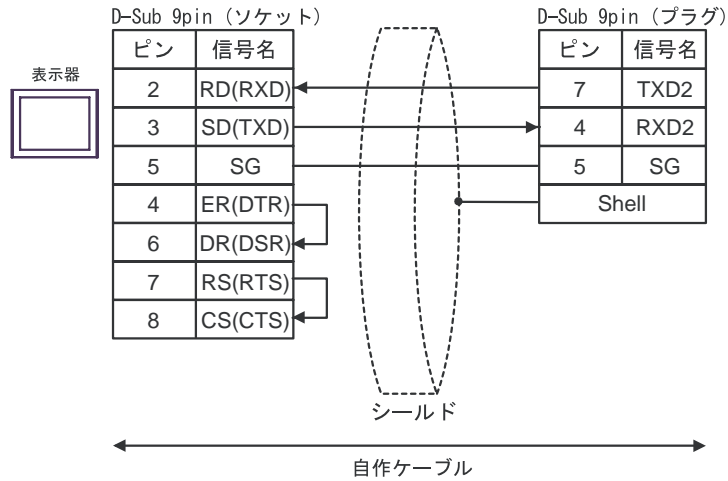 D-Sub 9pin (ソケット)
D-Sub 9pin (プラグ)
表示器
ピン 信号名
2 RD(RXD)
3 SD(TXD)
5 SG
4 ER(DTR)
6 DR(DSR)
7 RS(RTS)
8 CS(CTS)
ピン 信号名
7 TXD2
4 RXD2
5 SG
Shell
シールド
自作ケーブル